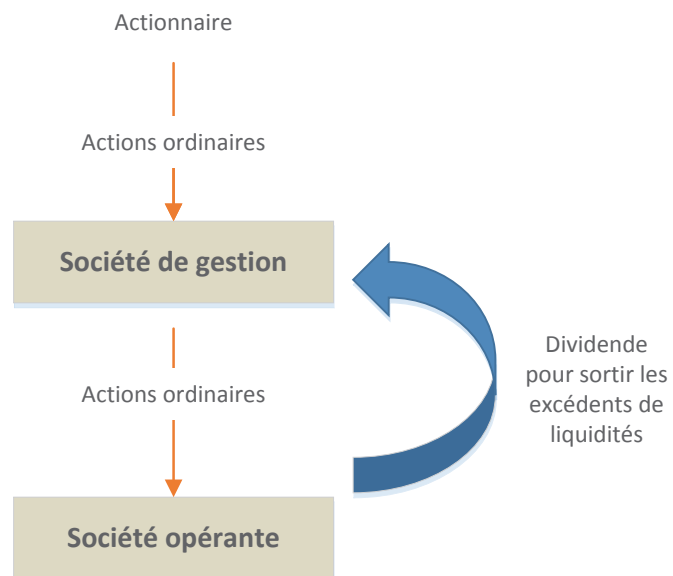 Actionnaire
Actions ordinaires
Société de gestion
Actions ordinaires
Dividende
pour sortir les
excédents de
liquidités
Société opérante